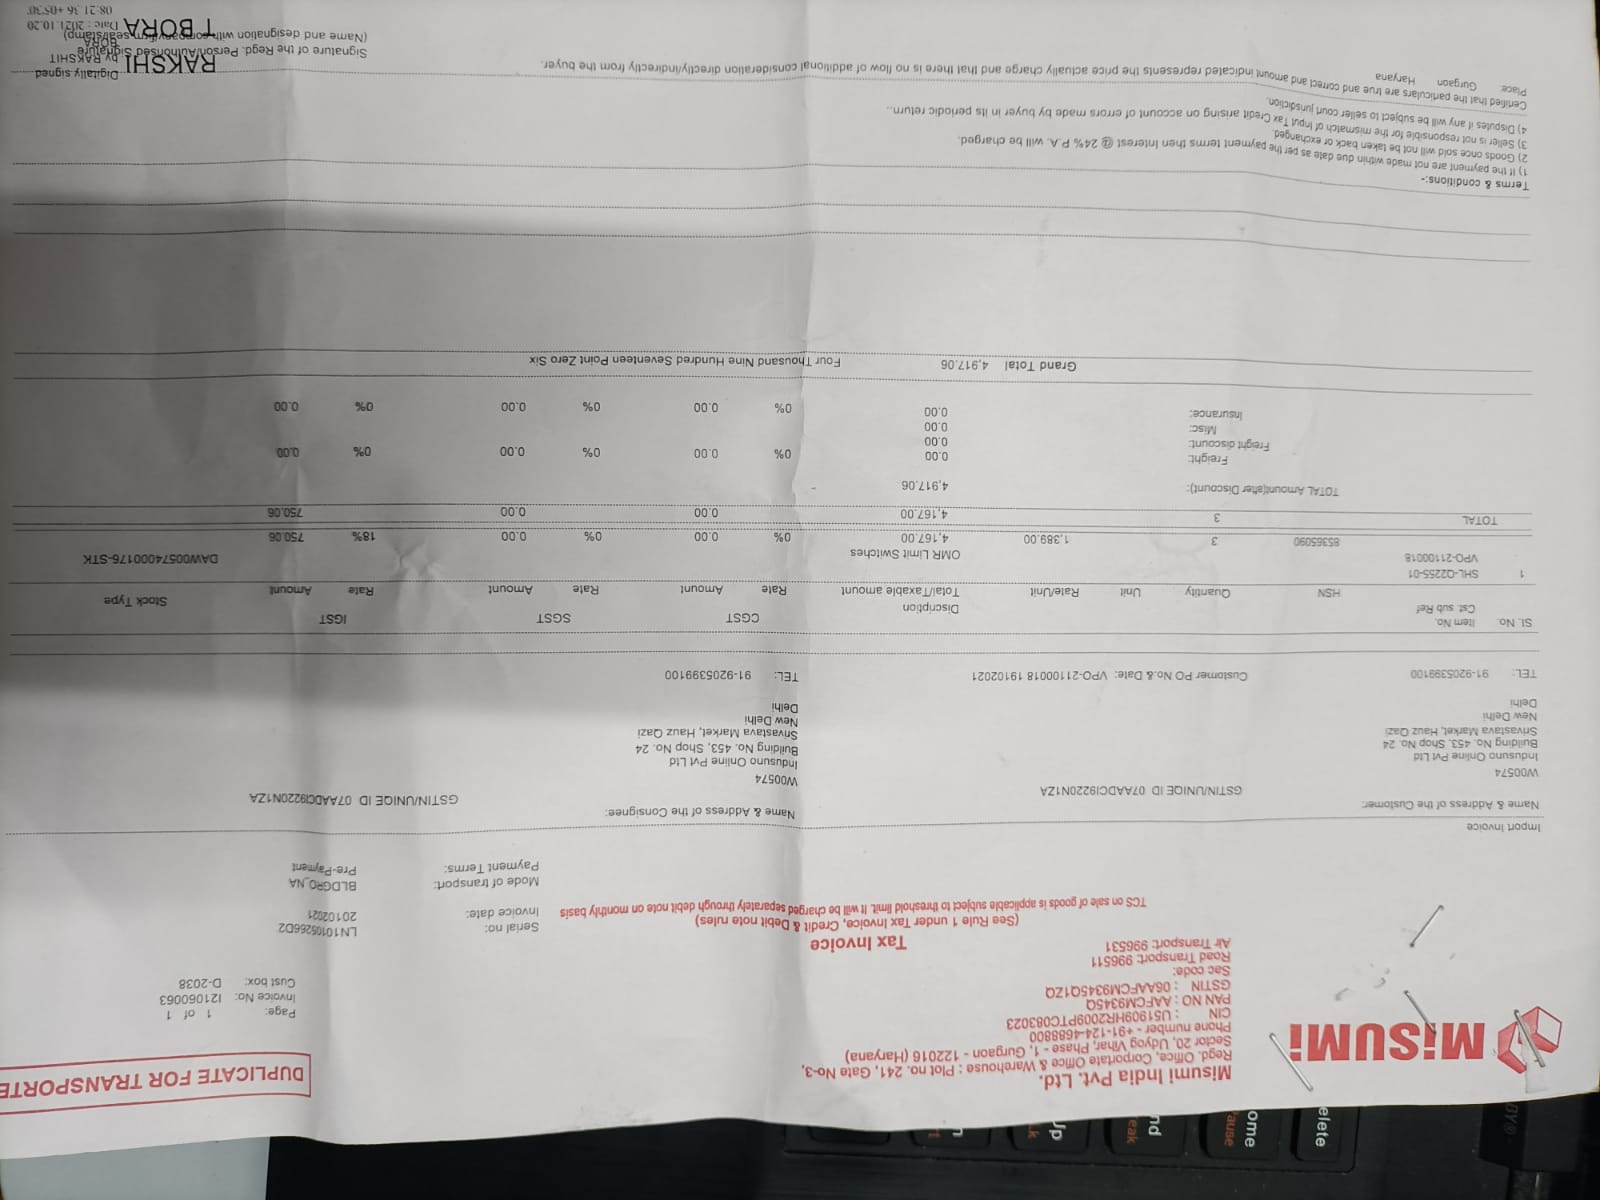 DUPLICATE FOR TRANSPORTE
MiSUMi
Misumi India Pvt. Ltd.
Regd. Office, Corporate Office & Warehouse : Plot no. 241, Gate No-3,
Sector 20, Udyog Vihar, Phase - 1, Gurgaon - 122016 (Haryana)
Phone number - +91-124-4688800
CIN : U51909HR2009PTC083023
PAN NO : AAFCM9345Q
GSTIN : 06AAFCM9345Q1ZQ
Sac code:
Road Transport: 996511
Air Transport: 996531
Page: 1 of 1
Invoice No: I21060063
Cust box: D-2038
Tax Invoice
(See Rule 1 under Tax Invoice, Credit & Debit note rules)
TCS on sale of goods is applicable subject to threshold limit. It will be charged separately through debit note on monthly basis
Serial no: LN10105266D2
Invoice date: 20102021
Mode of transport: BLDGRO_NA
Payment Terms: Pre-Payment
Import Invoice
Name & Address of the Customer: GSTIN/UNIQUE ID 07AADCI9220N1ZA
W00574
Indusuno Online Pvt Ltd
Building No. 453, Shop No. 24
Srivastava Market, Hauz Qazi
New Delhi
Delhi
TEL: 91-9205399100 Customer PO No.& Date: VPO-21100018 19102021
Name & Address of the Consignee: GSTIN/UNIQUE ID 07AADCI9220N1ZA
W00574
Indusuno Online Pvt Ltd
Building No. 453, Shop No. 24
Srivastava Market, Hauz Qazi
New Delhi
Delhi
TEL: 91-9205399100
CGST SGST IGST
Sl. No. Item No. Discription
Cst. sub Ref HSN Quantity Unit Rate/Unit Total/Taxable amount Rate Amount Rate Amount Rate Amount Stock Type
1 SHL-Q2255-01 OMR Limit Switches DAW005740000176-STK
VPO-21100018 85365090 3 1,389.00 4,167.00 0% 0.00 0% 0.00 18% 750.06
TOTAL 3 4,167.00 0.00 0.00 750.06
TOTAL Amount(after Discount): 4,917.06
Freight: 0.00 0% 0.00 0% 0.00 0% 0.00
Freight discount: 0.00
Misc: 0.00
Insurance: 0.00 0% 0.00 0% 0.00 0% 0.00
Grand Total 4,917.06 Four Thousand Nine Hundred Seventeen Point Zero Six
Terms & conditions:-
1) If the payment are not made within due date as per the payment terms then Interest @ 24% P.A. will be charged.
2) Goods once sold will not be taken back or exchanged.
3) Seller is not responsible for the mismatch of Input Tax Credit arising on account of errors made by buyer in its periodic return..
4) Disputes if any will be subject to seller court jurisdiction.
Certified that the particulars are true and correct and amount indicated represents the price actually charge and that there is no flow of additional consideration directly/indirectly from the buyer.
Place: Gurgaon Haryana
RAKSHI
T BORA
Digitally signed
by RAKSHIT
BORA
Date : 2021.10.20
08:21:36 +05'30'
Signature of the Regd. Person/Authorised Signature
(Name and designation with company/firm seal/stamp)
elete
ome
ause
nd
eak
Up